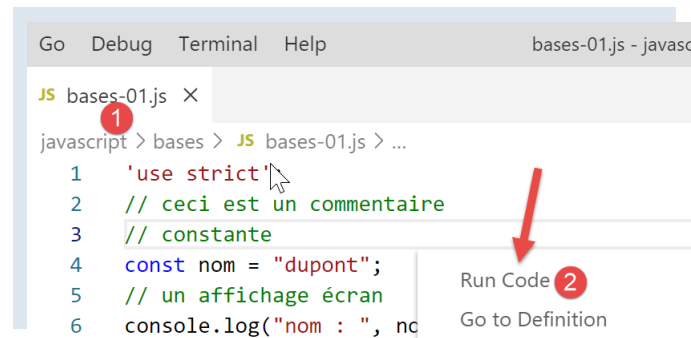 Go Debug Terminal Help bases-01.js - javasc
JS bases-01.js ×
1
javascript > bases > JS bases-01.js > ...
1 'use strict';
2 // ceci est un commentaire
3 // constante
4 const nom = "dupont";
Run Code 2
5 // un affichage écran
6 console.log("nom : ", no
Go to Definition